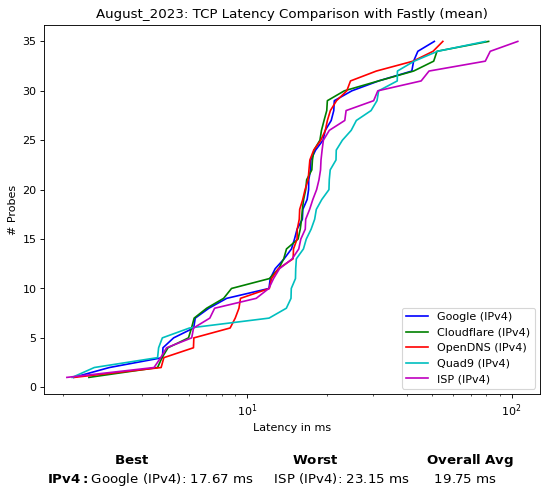 August_2023: TCP Latency Comparison with Fastly (mean)
# Probes
35
30
25
20
15
10
5
0
Google (IPv4)
Cloudflare (IPv4)
OpenDNS (IPv4)
Quad9 (IPv4)
ISP (IPv4)
10¹ 10²
Latency in ms
Best Worst Overall Avg
IPv4: Google (IPv4): 17.67 ms ISP (IPv4): 23.15 ms 19.75 ms